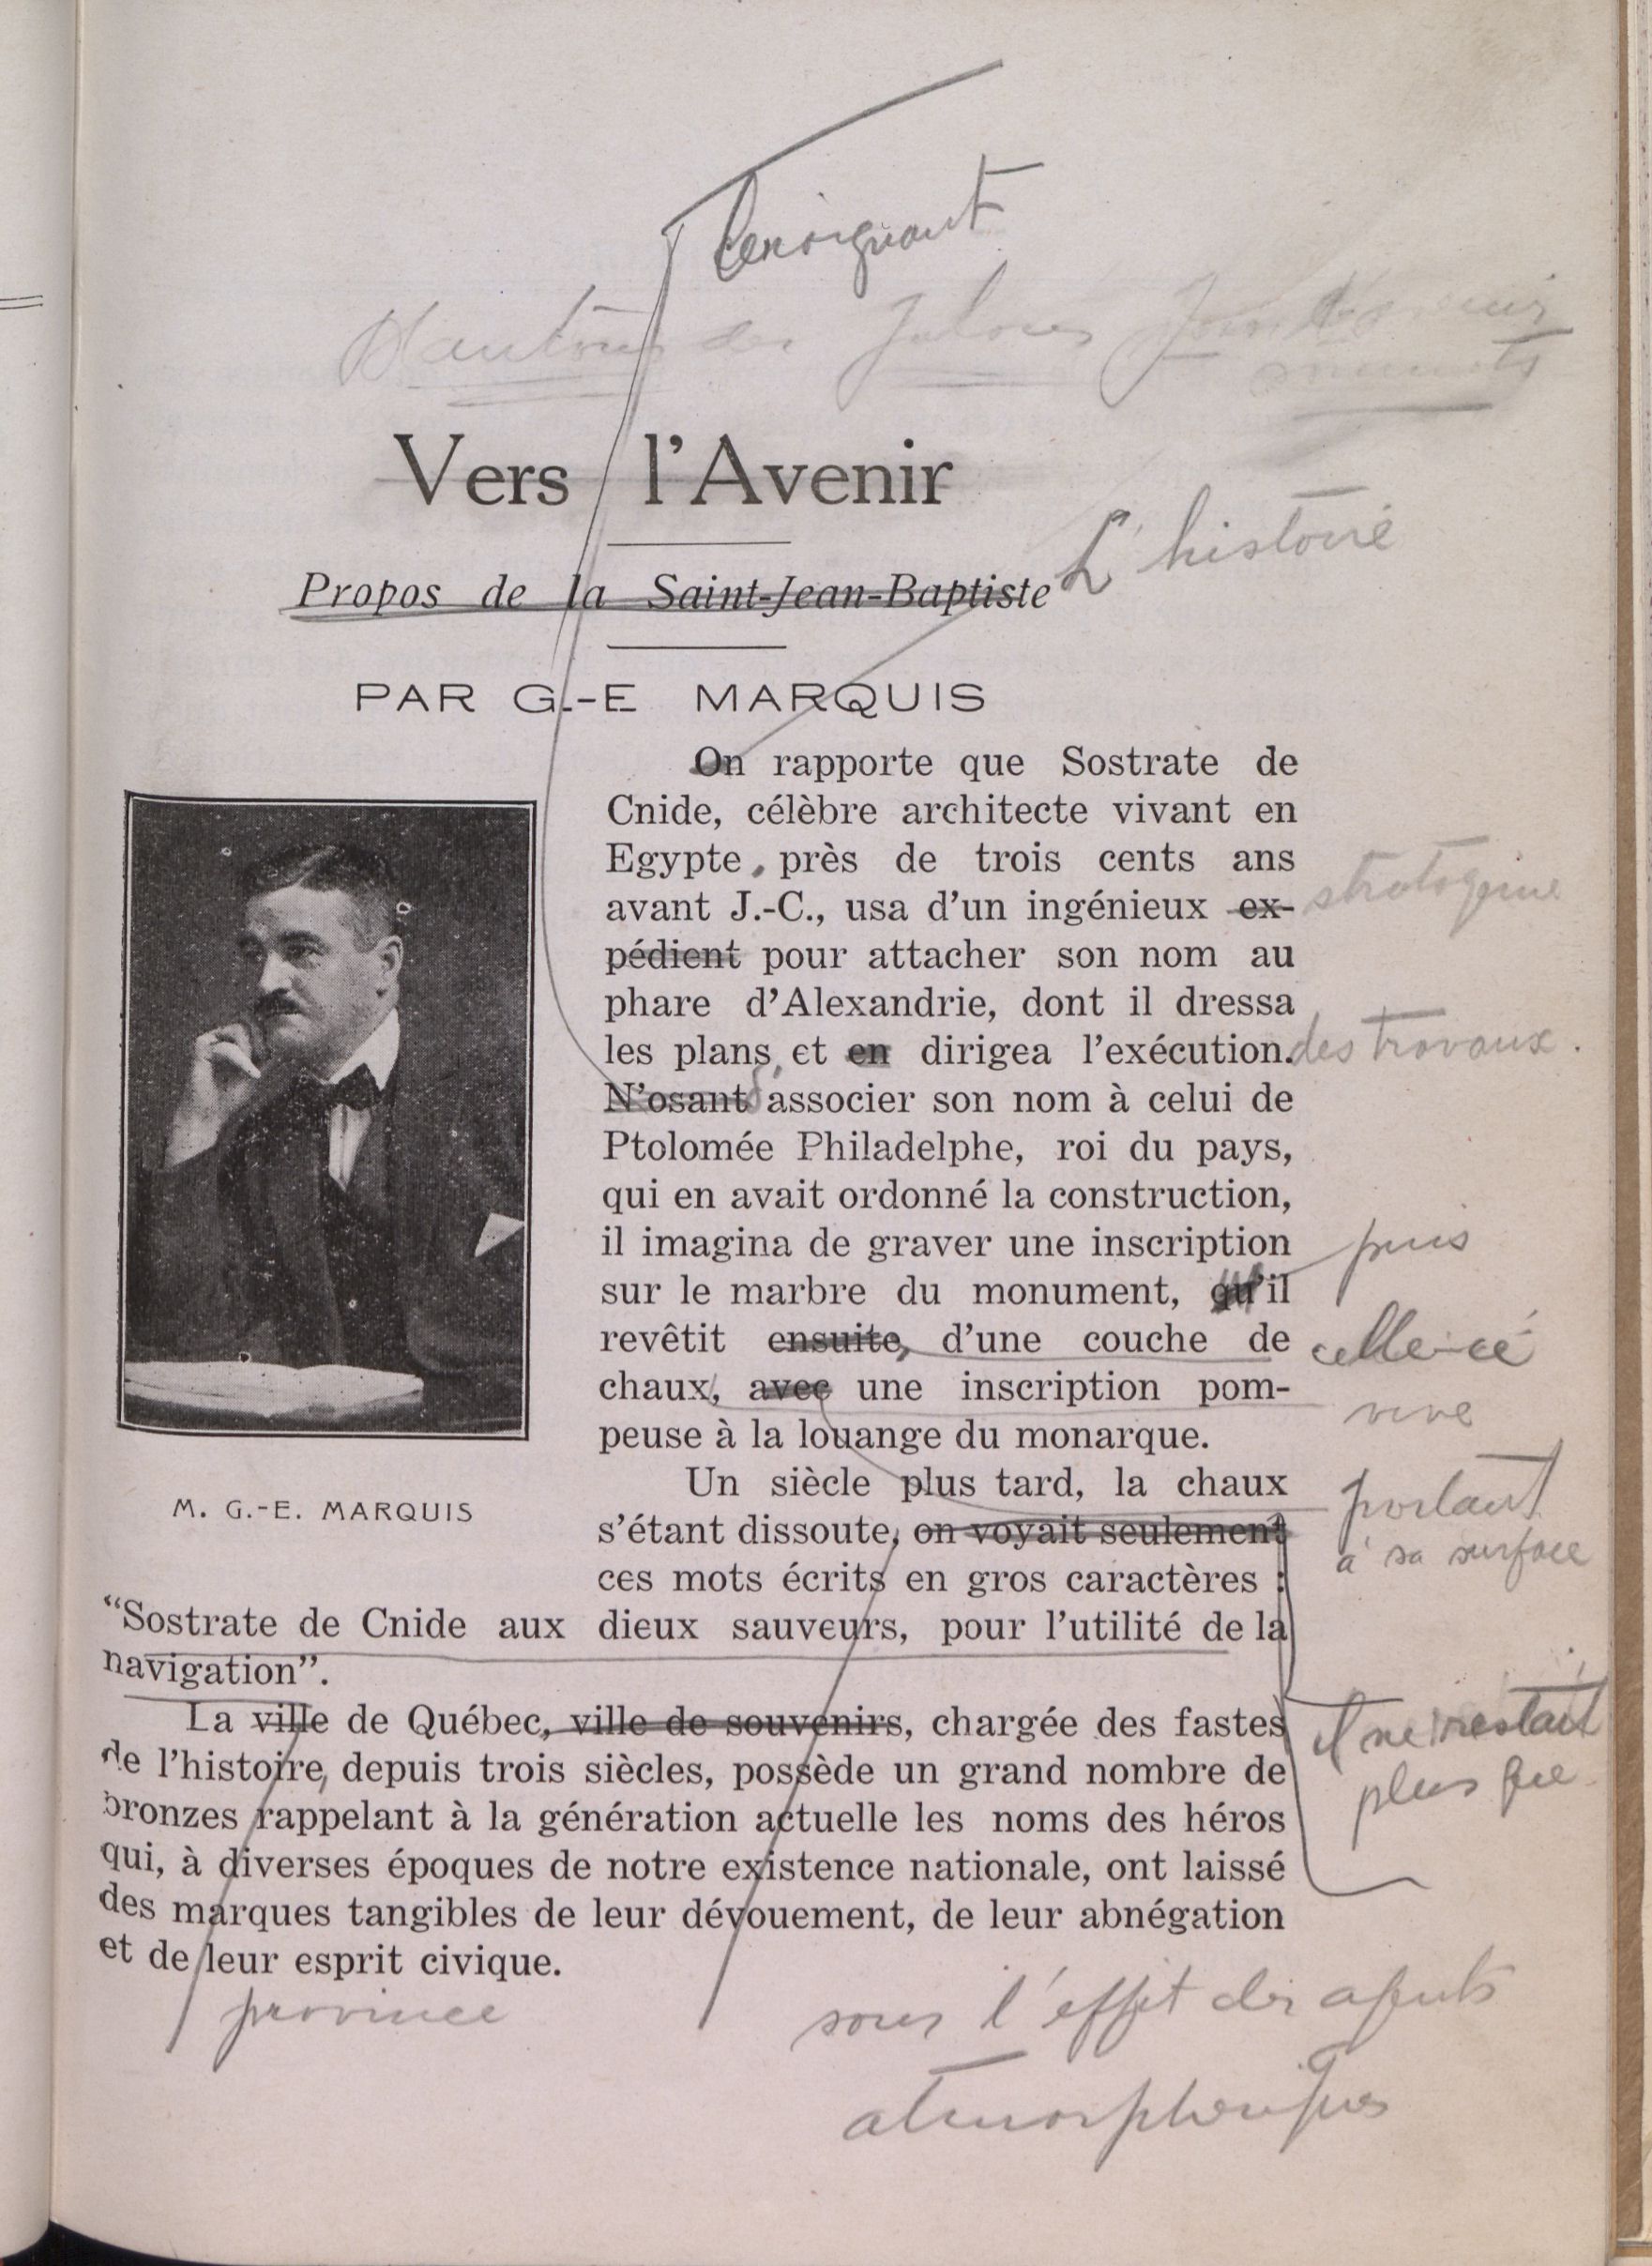 Plantons des Jalons
Vers l'Avenir
L'histoire
Propos de la Saint-Jean-Baptiste
PAR G.-E MARQUIS
On rapporte que Sostrate de
Cnide, célèbre architecte vivant en
Egypte, près de trois cents ans
avant J.-C., usa d'un ingénieux ex-
stratagème
pédient pour attacher son nom au
phare d'Alexandrie, dont il dressa
les plans, et en dirigea l'exécution.
des travaux.
N'osant associer son nom à celui de
Ptolomée Philadelphe, roi du pays,
qui en avait ordonné la construction,
il imagina de graver une inscription
puis
sur le marbre du monument, qu'il
revêtit ensuite, d'une couche de
celle-ci
chaux, avec une inscription pom-
vive
peuse à la louange du monarque.
Un siècle plus tard, la chaux
portant
s'étant dissoute, on voyait seulement
à sa surface
ces mots écrits en gros caractères :
"Sostrate de Cnide aux dieux sauveurs, pour l'utilité de la
navigation".
M. G.-E. MARQUIS
La ville de Québec, ville de souvenirs, chargée des fastes
il ne restait
de l'histoire, depuis trois siècles, possède un grand nombre de
plus que
bronzes rappelant à la génération actuelle les noms des héros
qui, à diverses époques de notre existence nationale, ont laissé
des marques tangibles de leur dévouement, de leur abnégation
et de leur esprit civique.
province
sous l'effet des agents
atmosphériques